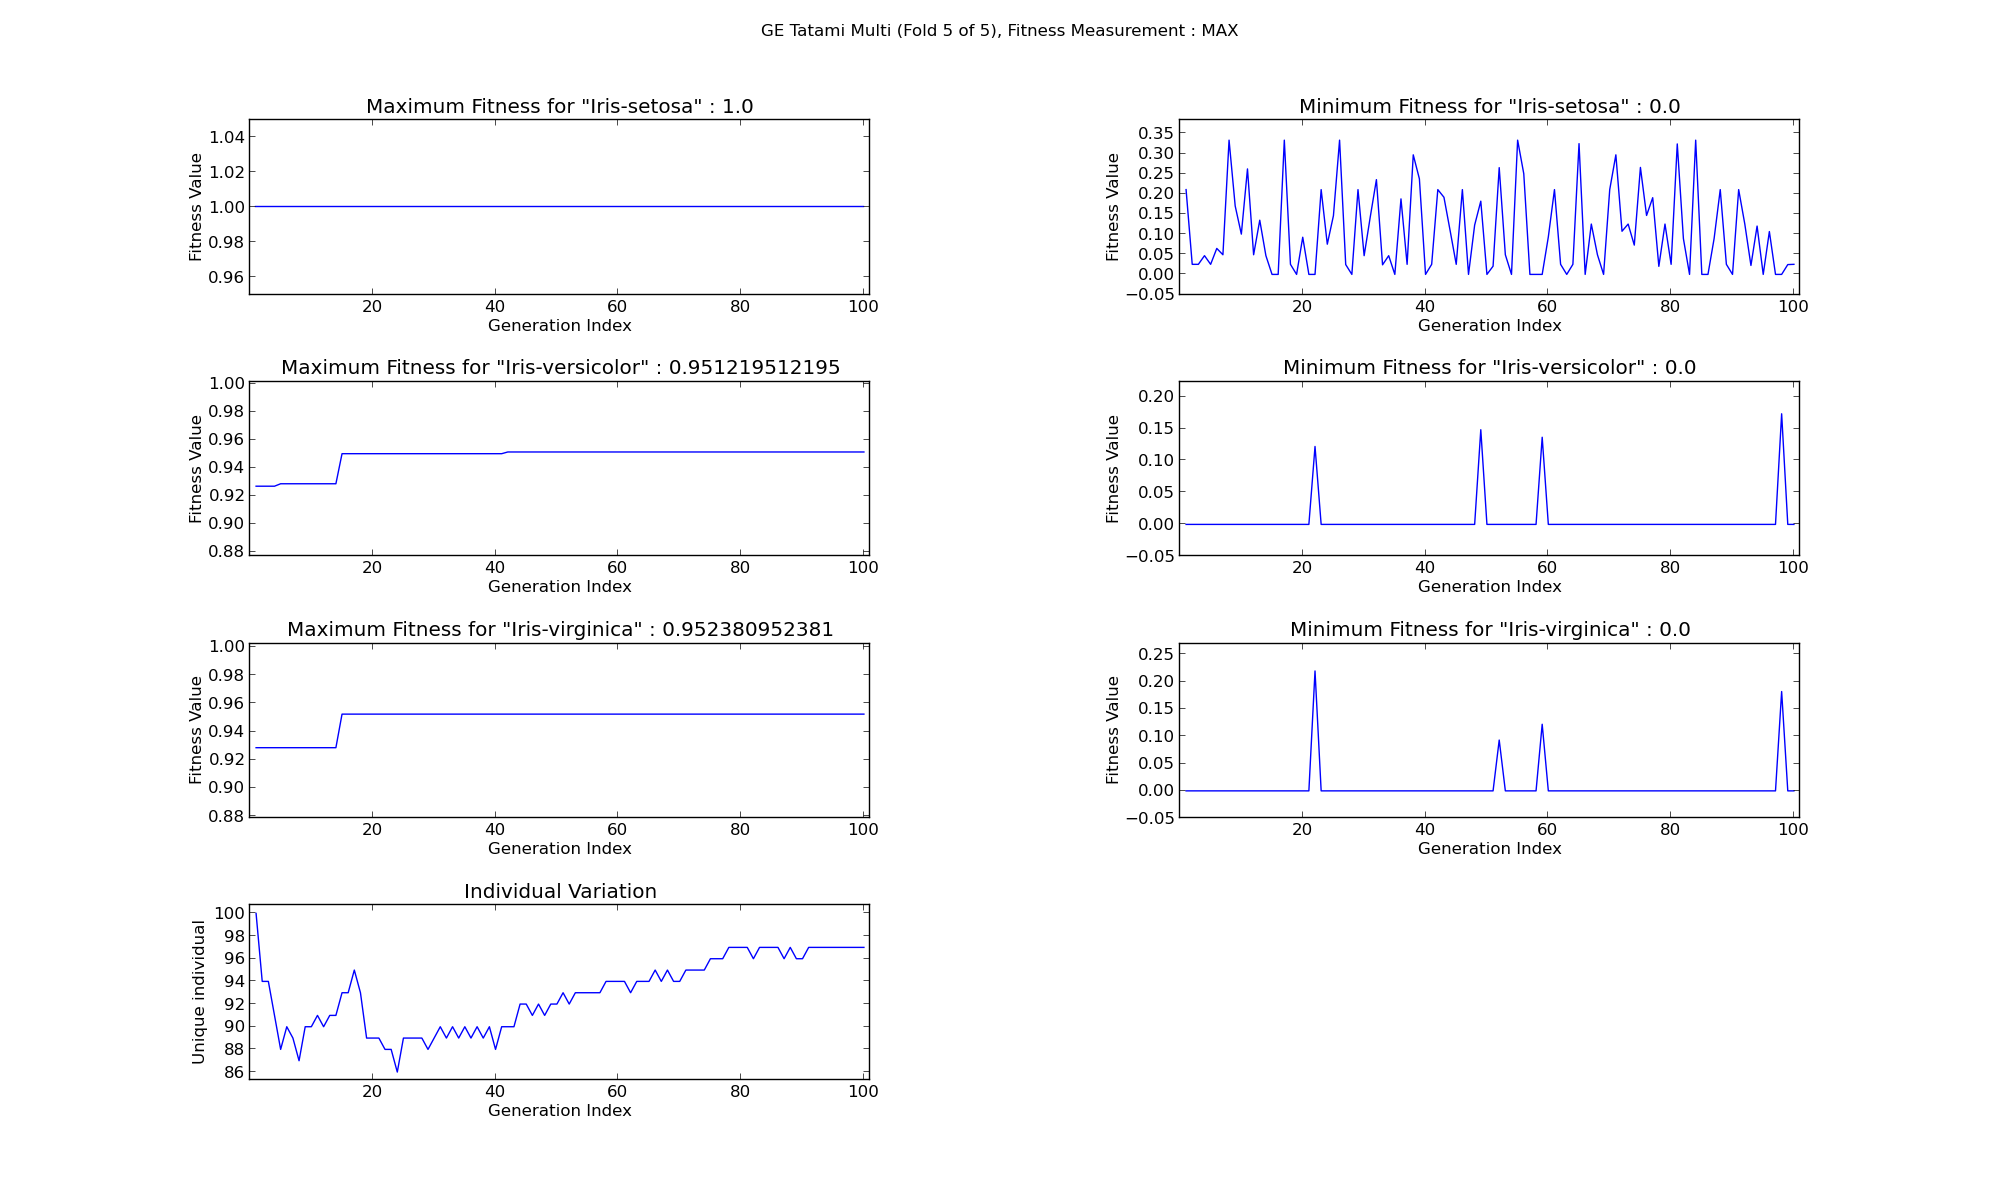 GE Tatami Multi (Fold 5 of 5), Fitness Measurement : MAX
Maximum Fitness for "Iris-setosa" : 1.0
Fitness Value
1.04
1.02
1.00
0.98
0.96
20 40 60 80 100
Generation Index
Minimum Fitness for "Iris-setosa" : 0.0
Fitness Value
0.35
0.30
0.25
0.20
0.15
0.10
0.05
0.00
−0.05
20 40 60 80 100
Generation Index
Maximum Fitness for "Iris-versicolor" : 0.951219512195
Fitness Value
1.00
0.98
0.96
0.94
0.92
0.90
0.88
20 40 60 80 100
Generation Index
Minimum Fitness for "Iris-versicolor" : 0.0
Fitness Value
0.20
0.15
0.10
0.05
0.00
−0.05
20 40 60 80 100
Generation Index
Maximum Fitness for "Iris-virginica" : 0.952380952381
Fitness Value
1.00
0.98
0.96
0.94
0.92
0.90
0.88
20 40 60 80 100
Generation Index
Minimum Fitness for "Iris-virginica" : 0.0
Fitness Value
0.25
0.20
0.15
0.10
0.05
0.00
−0.05
20 40 60 80 100
Generation Index
Individual Variation
Unique individual
100
98
96
94
92
90
88
86
20 40 60 80 100
Generation Index